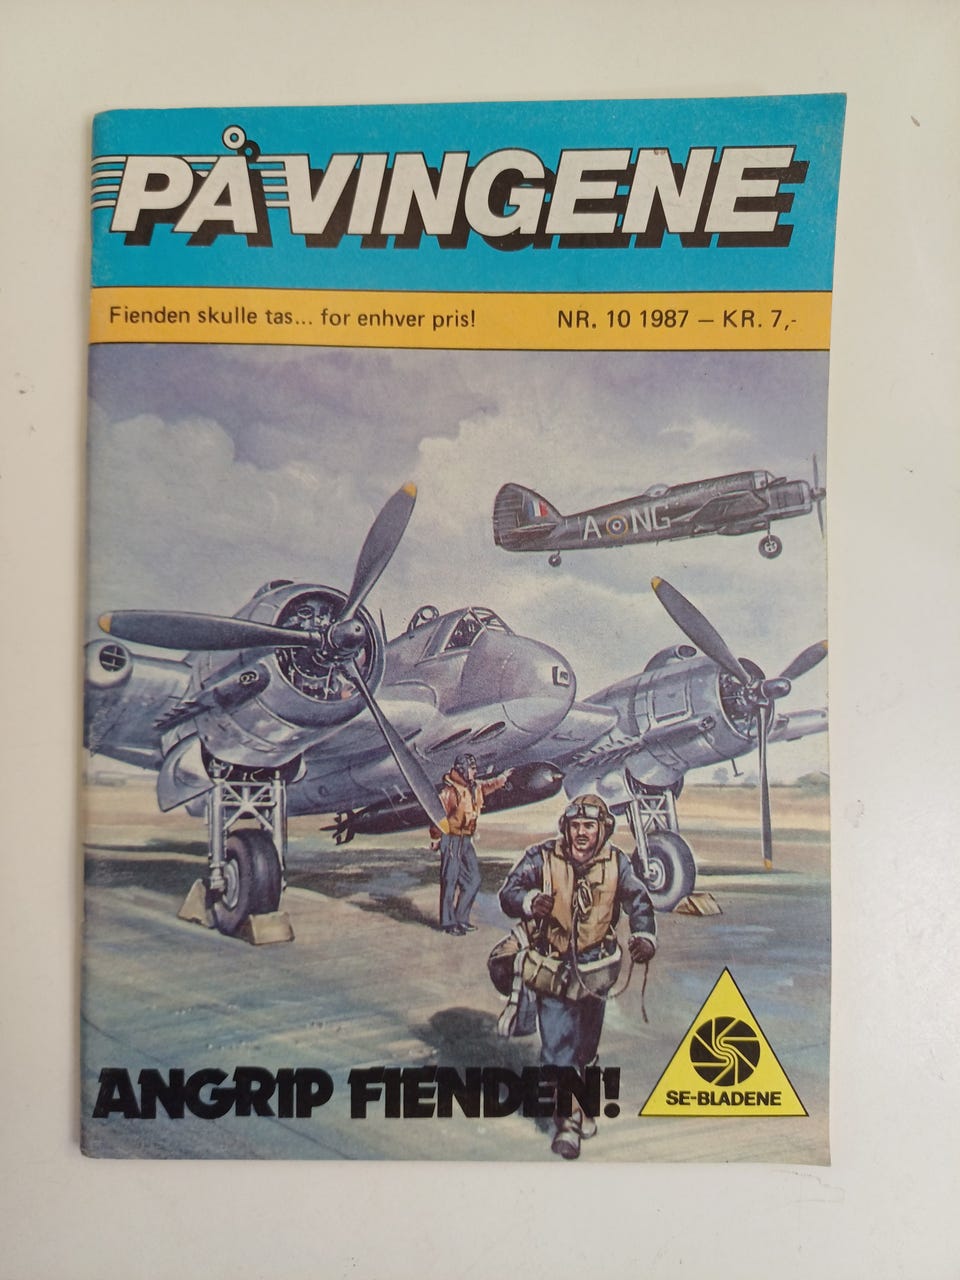 PÅ VINGENE
Fienden skulle tas... for enhver pris!
NR. 10 1987 – KR. 7,-
A NG
ANGRIP FIENDEN!
SE-BLADENE